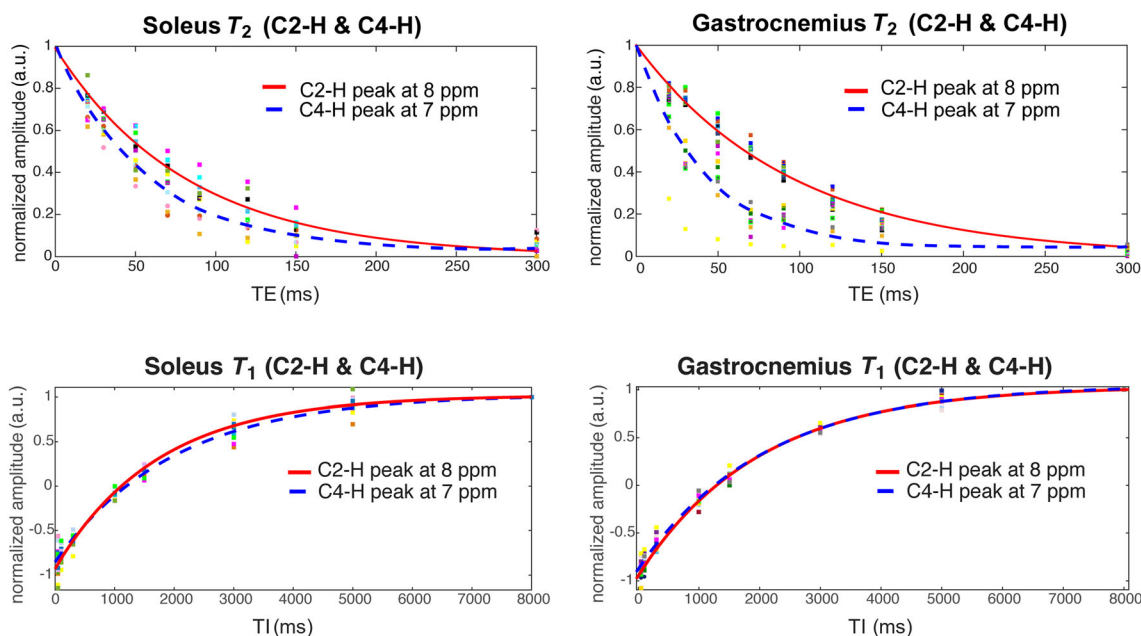 Soleus T2 (C2-H & C4-H)
normalized amplitude (a.u.)
1
0.8
0.6
0.4
0.2
0
C2-H peak at 8 ppm
C4-H peak at 7 ppm
0 50 100 150 200 250 300
TE (ms)
Gastrocnemius T2 (C2-H & C4-H)
normalized amplitude (a.u.)
1
0.8
0.6
0.4
0.2
0
C2-H peak at 8 ppm
C4-H peak at 7 ppm
0 50 100 150 200 250 300
TE (ms)
Soleus T1 (C2-H & C4-H)
normalized amplitude (a.u.)
1
0.5
0
-0.5
-1
C2-H peak at 8 ppm
C4-H peak at 7 ppm
0 1000 2000 3000 4000 5000 6000 7000 8000
TI (ms)
Gastrocnemius T1 (C2-H & C4-H)
normalized amplitude (a.u.)
1
0.5
0
-0.5
-1
C2-H peak at 8 ppm
C4-H peak at 7 ppm
0 1000 2000 3000 4000 5000 6000 7000 8000
TI (ms)